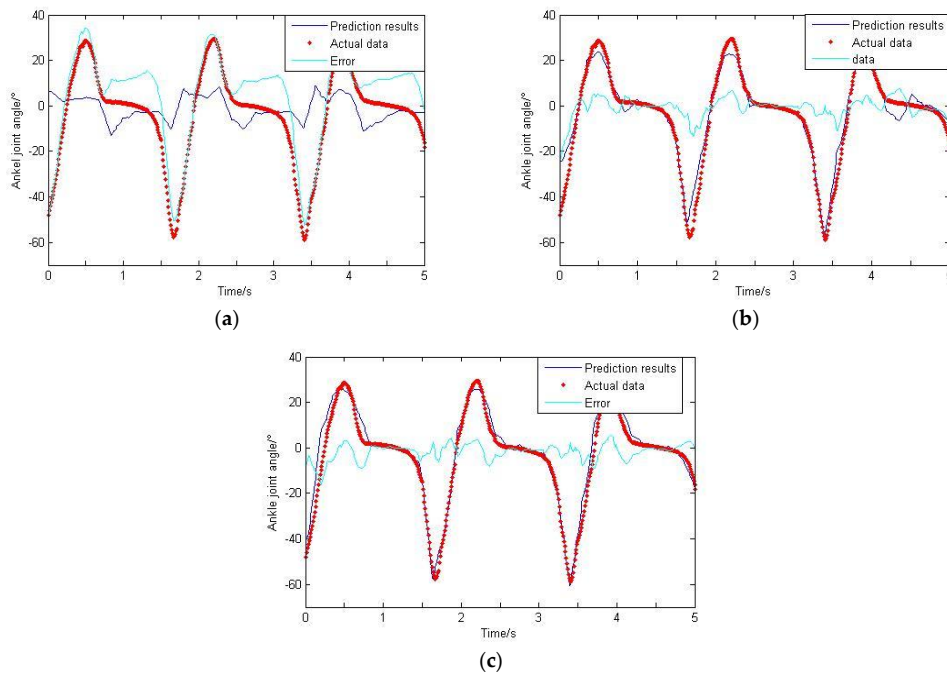 40
20
0
-20
-40
-60
Ankel joint angle/°
0 1 2 3 4 5
Time/s
Prediction results
Actual data
Error
(a)
40
20
0
-20
-40
-60
Ankle joint angle/°
0 1 2 3 4 5
Time/s
Prediction results
Actual data
data
(b)
40
20
0
-20
-40
-60
Ankle joint angle/°
0 1 2 3 4 5
Time/s
Prediction results
Actual data
Error
(c)